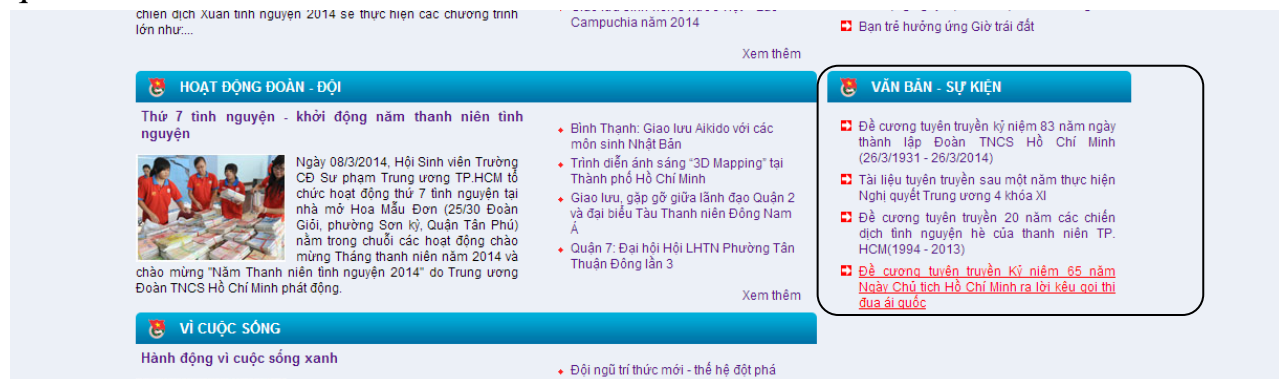 chiến dịch Xuân tình nguyện 2014 sẽ thực hiện các chương trình
lớn như:...
Campuchia năm 2014
Xem thêm
Bạn trẻ hưởng ứng Giờ trái đất
HOẠT ĐỘNG ĐOÀN - ĐỘI
Thứ 7 tình nguyện - khởi động năm thanh niên tình
nguyện
Ngày 08/3/2014, Hội Sinh viên Trường
CĐ Sư phạm Trung ương TP.HCM tổ
chức hoạt động thứ 7 tình nguyện tại
nhà mở Hoa Mẫu Đơn (25/30 Đoàn
Giỏi, phường Sơn kỳ, Quận Tân Phú)
nằm trong chuỗi các hoạt động chào
mừng Tháng thanh niên năm 2014 và
chào mừng "Năm Thanh niên tình nguyện 2014" do Trung ương
Đoàn TNCS Hồ Chí Minh phát động.
Bình Thạnh: Giao lưu Aikido với các
môn sinh Nhật Bản
Trình diễn ánh sáng "3D Mapping" tại
Thành phố Hồ Chí Minh
Giao lưu, gặp gỡ giữa lãnh đạo Quận 2
và đại biểu Tàu Thanh niên Đông Nam
Á
Quận 7: Đại hội Hội LHTN Phường Tân
Thuận Đông lần 3
Xem thêm
VĂN BẢN - SỰ KIỆN
Đề cương tuyên truyền kỷ niệm 83 năm ngày
thành lập Đoàn TNCS Hồ Chí Minh
(26/3/1931 - 26/3/2014)
Tài liệu tuyên truyền sau một năm thực hiện
Nghị quyết Trung ương 4 khóa XI
Đề cương tuyên truyền 20 năm các chiến
dịch tình nguyện hè của thanh niên TP.
HCM(1994 - 2013)
Đề cương tuyên truyền Kỷ niệm 65 năm
Ngày Chủ tịch Hồ Chí Minh ra lời kêu gọi thi
đua ái quốc
VÌ CUỘC SỐNG
Hành động vì cuộc sống xanh
Đội ngũ trí thức mới - thế hệ đột phá